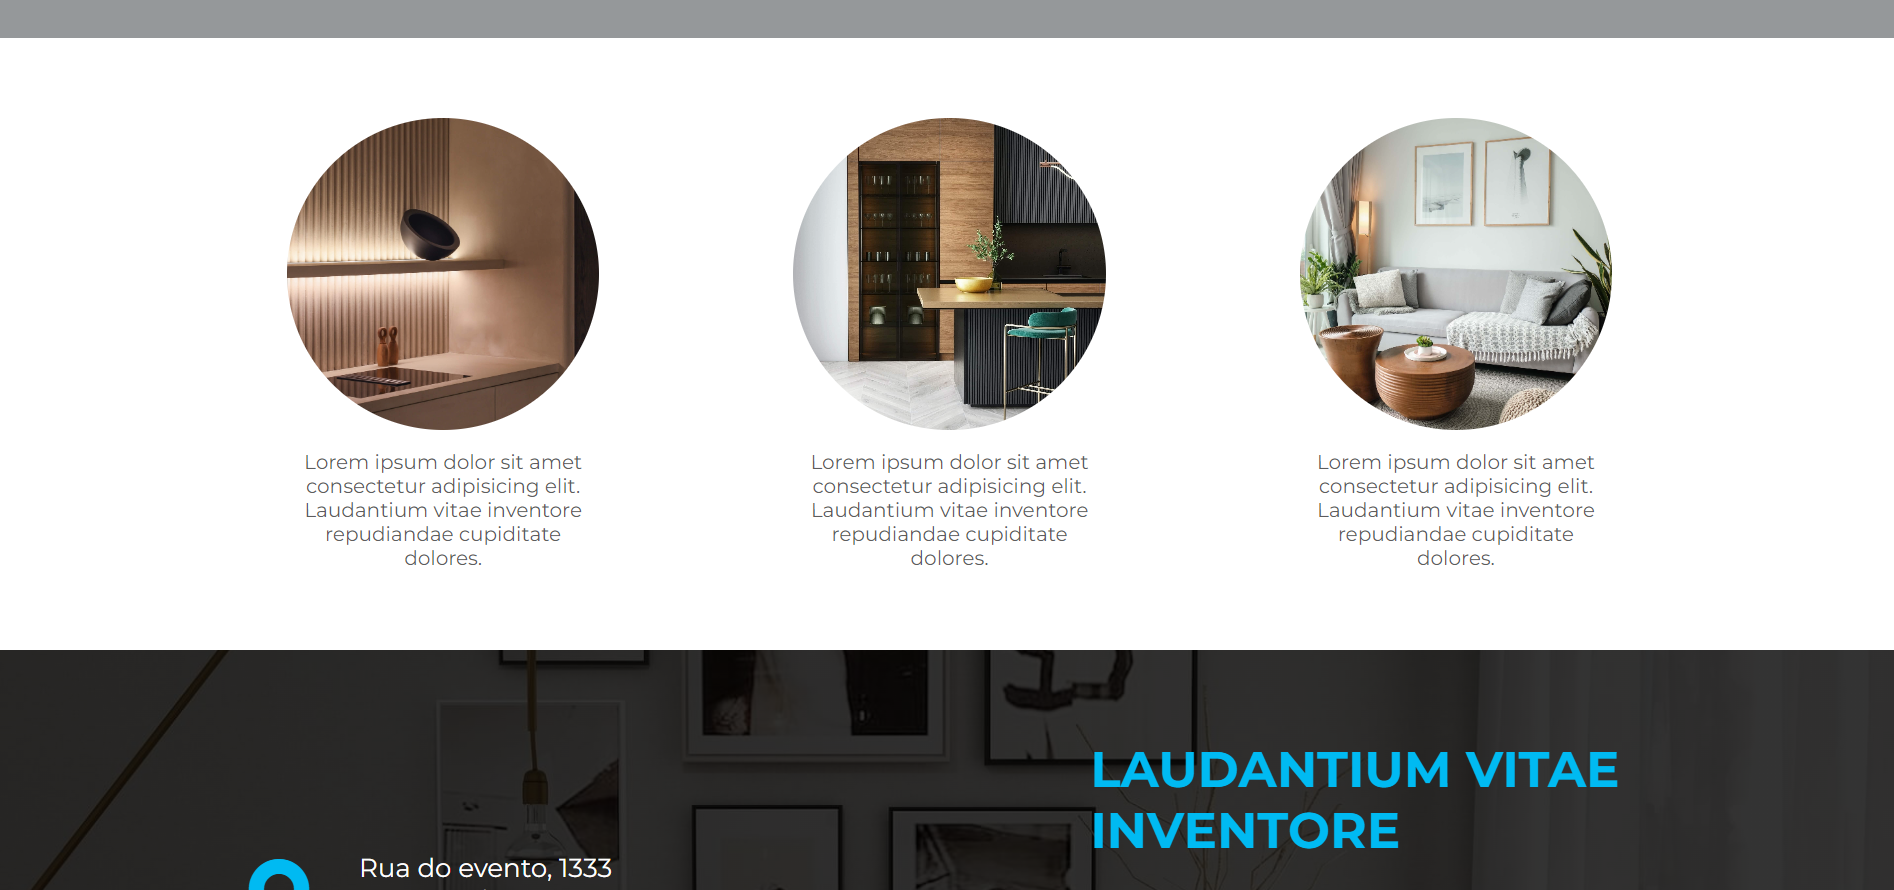 Lorem ipsum dolor sit amet
consectetur adipisicing elit.
Laudantium vitae inventore
repudiandae cupiditate
dolores.
Lorem ipsum dolor sit amet
consectetur adipisicing elit.
Laudantium vitae inventore
repudiandae cupiditate
dolores.
Lorem ipsum dolor sit amet
consectetur adipisicing elit.
Laudantium vitae inventore
repudiandae cupiditate
dolores.
LAUDANTIUM VITAE
INVENTORE
Rua do evento, 1333